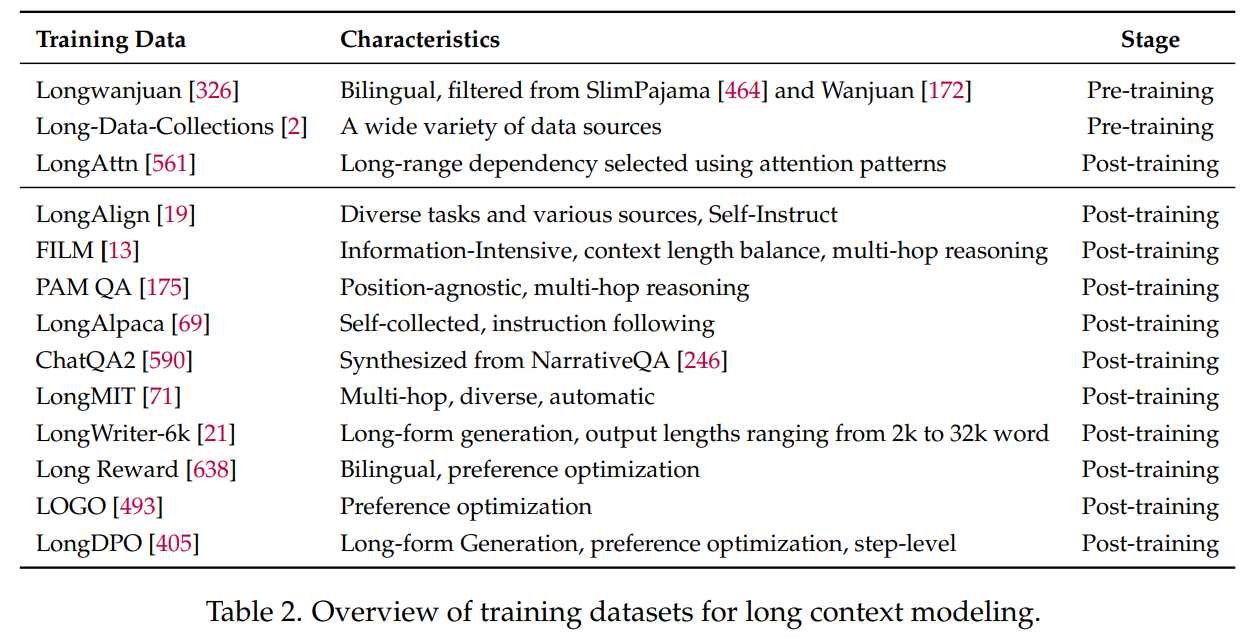 Training Data Characteristics Stage
Longwanjuan [326] Bilingual, filtered from SlimPajama [464] and Wanjuan [172] Pre-training
Long-Data-Collections [2] A wide variety of data sources Pre-training
LongAttn [561] Long-range dependency selected using attention patterns Post-training
LongAlign [19] Diverse tasks and various sources, Self-Instruct Post-training
FILM [13] Information-Intensive, context length balance, multi-hop reasoning Post-training
PAM QA [175] Position-agnostic, multi-hop reasoning Post-training
LongAlpaca [69] Self-collected, instruction following Post-training
ChatQA2 [590] Synthesized from NarrativeQA [246] Post-training
LongMIT [71] Multi-hop, diverse, automatic Post-training
LongWriter-6k [21] Long-form generation, output lengths ranging from 2k to 32k word Post-training
Long Reward [638] Bilingual, preference optimization Post-training
LOGO [493] Preference optimization Post-training
LongDPO [405] Long-form Generation, preference optimization, step-level Post-training
Table 2. Overview of training datasets for long context modeling.